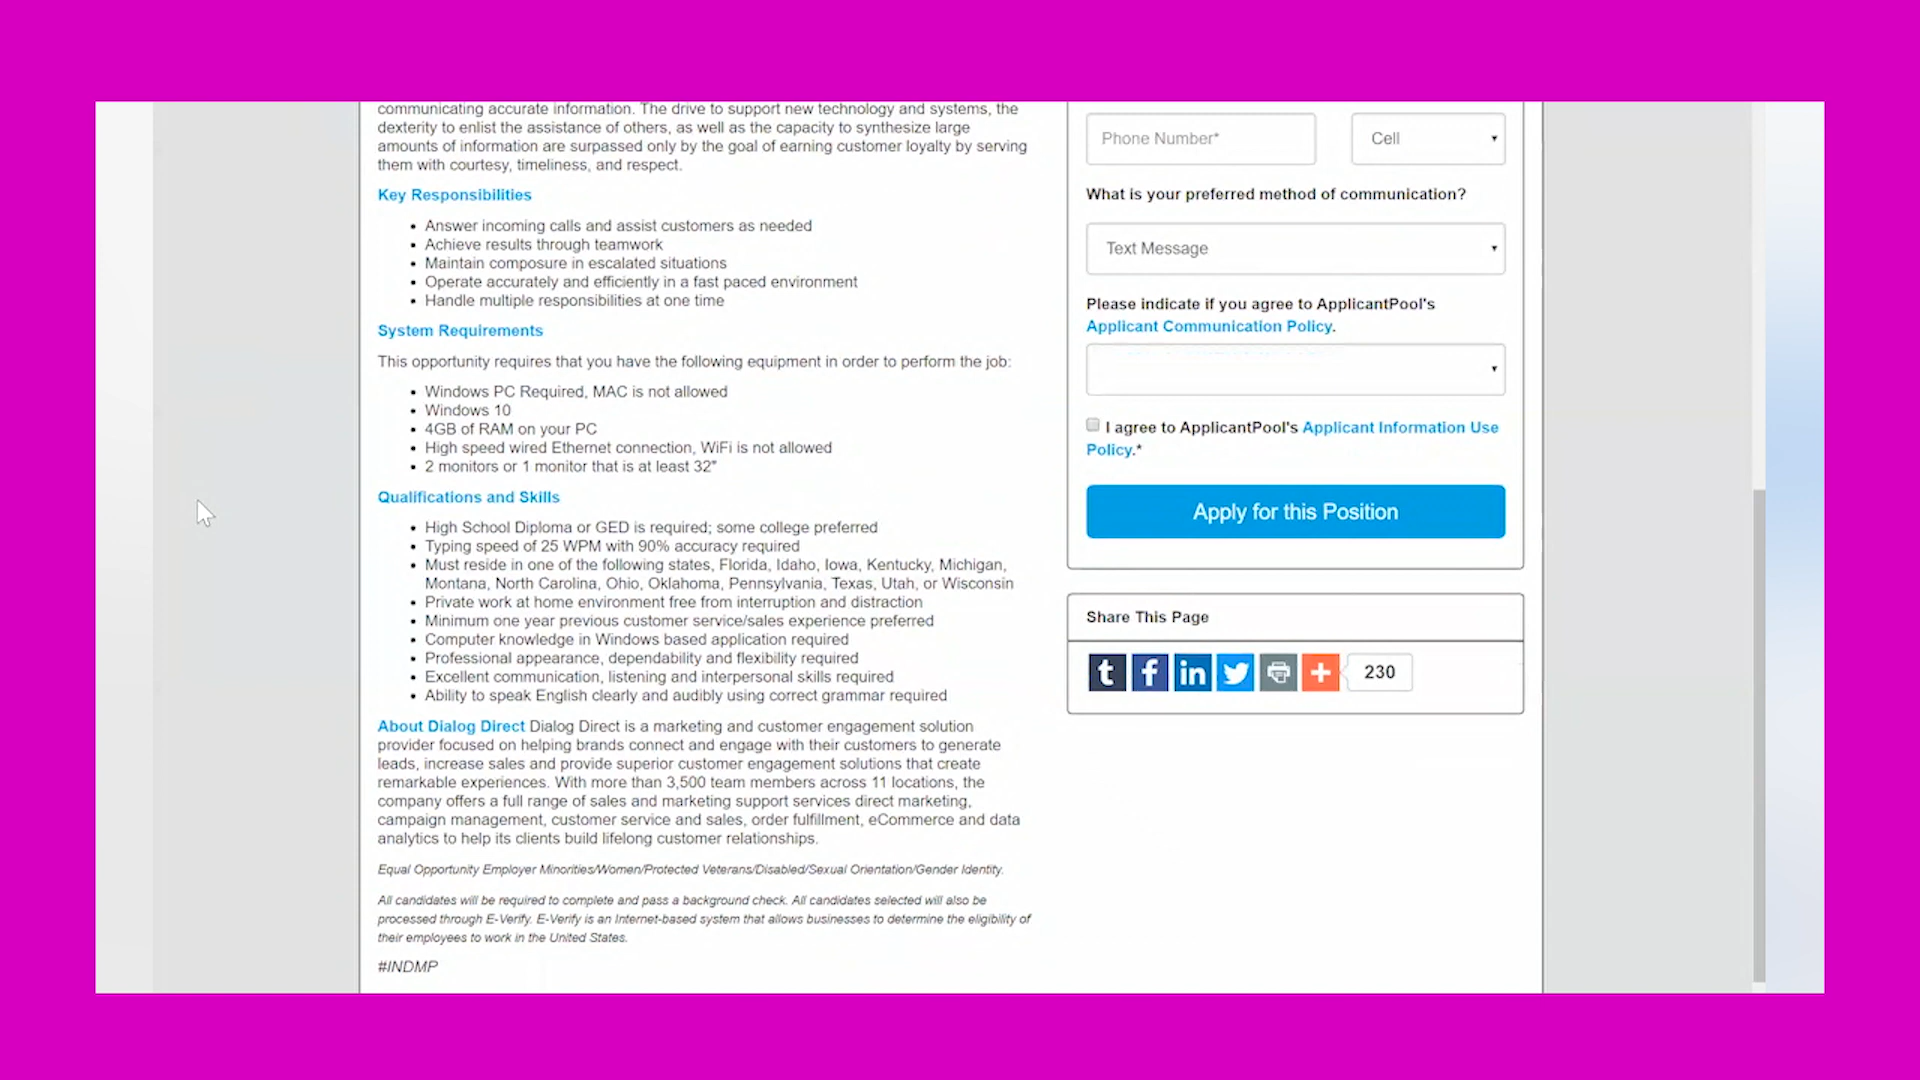 communicating accurate information. The drive to support new technology and systems, the
dexterity to enlist the assistance of others, as well as the capacity to synthesize large
amounts of information are surpassed only by the goal of earning customer loyalty by serving
them with courtesy, timeliness, and respect.
Key Responsibilities
• Answer incoming calls and assist customers as needed
• Achieve results through teamwork
• Maintain composure in escalated situations
• Operate accurately and efficiently in a fast paced environment
• Handle multiple responsibilities at one time
System Requirements
This opportunity requires that you have the following equipment in order to perform the job:
• Windows PC Required, MAC is not allowed
• Windows 10
• 4GB of RAM on your PC
• High speed wired Ethernet connection, WiFi is not allowed
• 2 monitors or 1 monitor that is at least 32"
Qualifications and Skills
• High School Diploma or GED is required; some college preferred
• Typing speed of 25 WPM with 90% accuracy required
• Must reside in one of the following states, Florida, Idaho, Iowa, Kentucky, Michigan,
Montana, North Carolina, Ohio, Oklahoma, Pennsylvania, Texas, Utah, or Wisconsin
• Private work at home environment free from interruption and distraction
• Minimum one year previous customer service/sales experience preferred
• Computer knowledge in Windows based application required
• Professional appearance, dependability and flexibility required
• Excellent communication, listening and interpersonal skills required
• Ability to speak English clearly and audibly using correct grammar required
About Dialog Direct Dialog Direct is a marketing and customer engagement solution
provider focused on helping brands connect and engage with their customers to generate
leads, increase sales and provide superior customer engagement solutions that create
remarkable experiences. With more than 3,500 team members across 11 locations, the
company offers a full range of sales and marketing support services direct marketing,
campaign management, customer service and sales, order fulfillment, eCommerce and data
analytics to help its clients build lifelong customer relationships.
Equal Opportunity Employer Minorities/Women/Protected Veterans/Disabled/Sexual Orientation/Gender Identity.
All candidates will be required to complete and pass a background check. All candidates selected will also be
processed through E-Verify. E-Verify is an Internet-based system that allows businesses to determine the eligibility of
their employees to work in the United States.
#INDMP
Phone Number*
Cell
What is your preferred method of communication?
Text Message
Please indicate if you agree to ApplicantPool's
Applicant Communication Policy.
I agree to ApplicantPool's Applicant Information Use
Policy.*
Apply for this Position
Share This Page
230